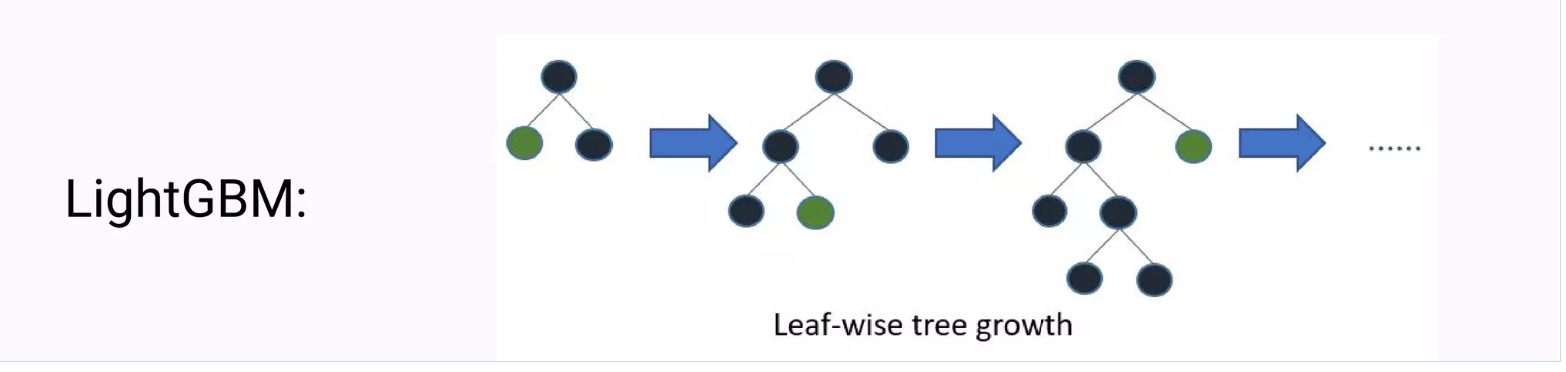 LightGBM:
......
Leaf-wise tree growth